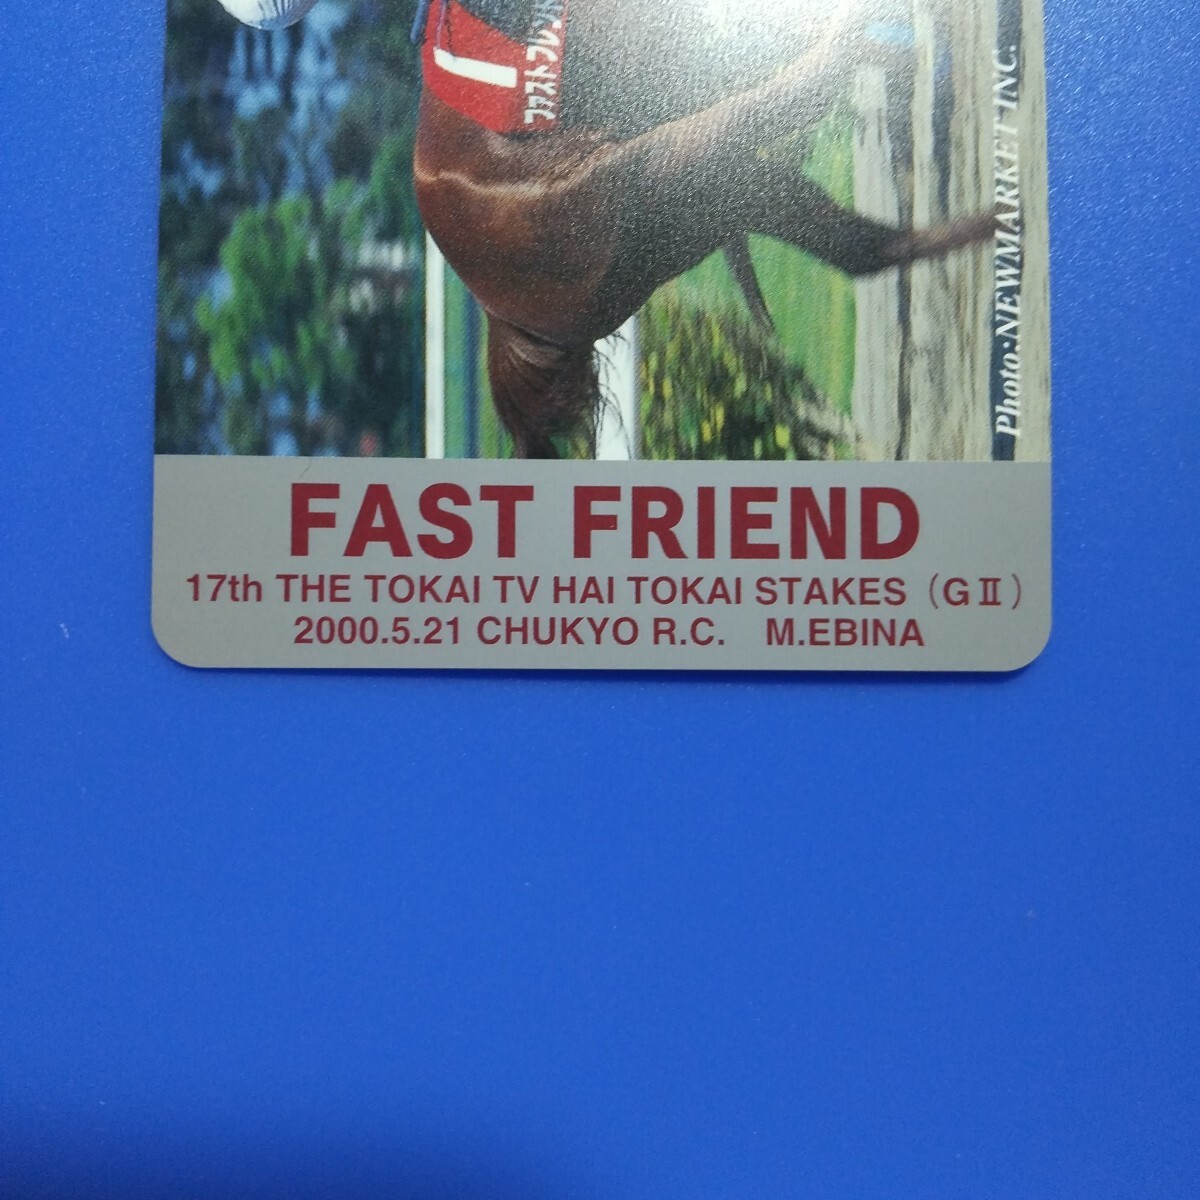 1
ファストフレンド
Photo·NEWMARKET INC.
FAST FRIEND
17th THE TOKAI TV HAI TOKAI STAKES (GⅡ)
2000.5.21 CHUKYO R.C. M.EBINA